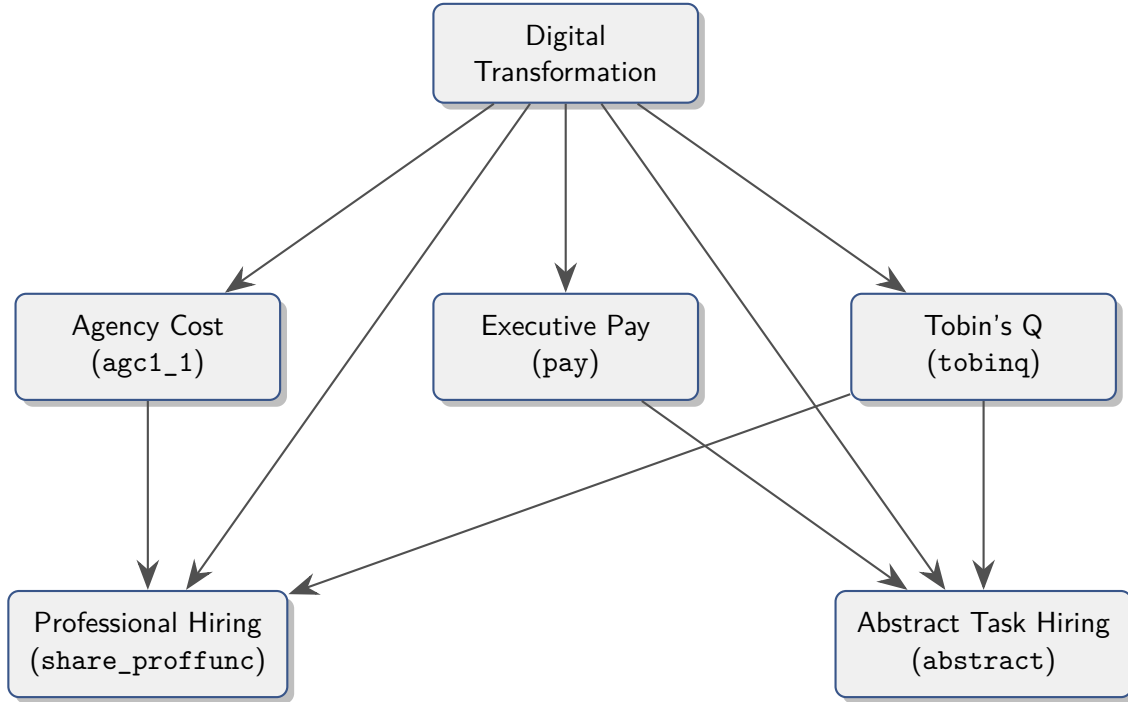 Digital
Transformation
Agency Cost
(agc1_1)
Executive Pay
(pay)
Tobin's Q
(tobinq)
Professional Hiring
(share_proffunc)
Abstract Task Hiring
(abstract)